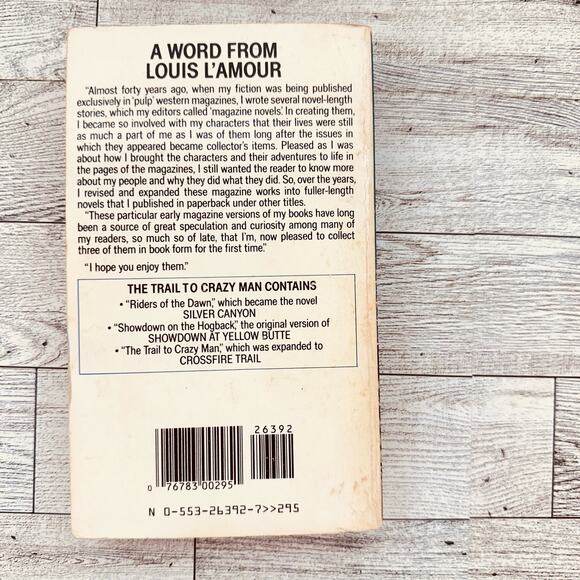 A WORD FROM
LOUIS L'AMOUR
"Almost forty years ago, when my fiction was being published
exclusively in 'pulp' western magazines, I wrote several novel-length
stories, which my editors called 'magazine novels.' In creating them,
I became so involved with my characters that their lives were still
as much a part of me as I was of them long after the issues in
which they appeared became collector's items. Pleased as I was
about how I brought the characters and their adventures to life in
the pages of the magazines, I still wanted the reader to know more
about my people and why they did what they did. So, over the years,
I revised and expanded these magazine works into fuller-length
novels that I published in paperback under other titles.
"These particular early magazine versions of my books have long
been a source of great speculation and curiosity among many of
my readers, so much so of late, that I'm, now pleased to collect
three of them in book form for the first time."
"I hope you enjoy them."
THE TRAIL TO CRAZY MAN CONTAINS
• "Riders of the Dawn," which became the novel
SILVER CANYON
• "Showdown on the Hogback," the original version of
SHOWDOWN AT YELLOW BUTTE
• "The Trail to Crazy Man," which was expanded to
CROSSFIRE TRAIL
26392
0 76783 00295
N 0-553-26392-7>>295